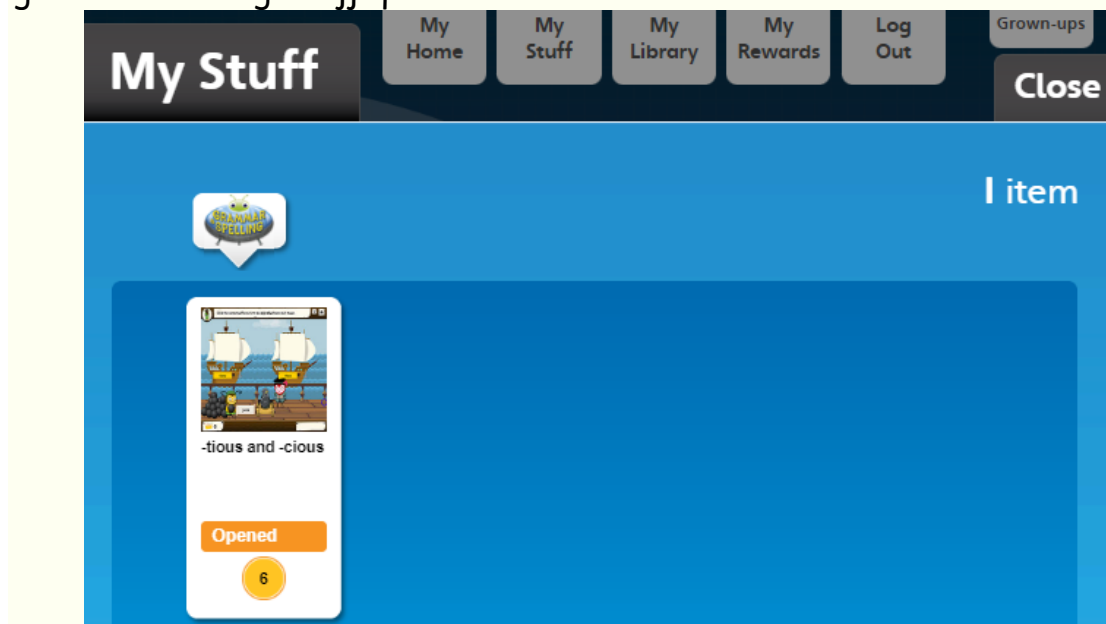 My Stuff
My
Home
My
Stuff
My
Library
My
Rewards
Log
Out
Grown-ups
Close
1 item
GRAMMAR
SPELLING
-tious and -cious
Opened
6